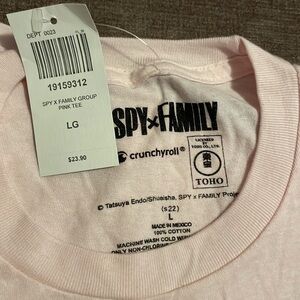 DEPT 0023
19159312
SPY X FAMILY GROUP
PINK TEE
LG
$23.90
SPY×FAMILY
crunchyroll®
LICENSED
BY
TOHO CO., LTD.
TOHO
© Tatsuya Endo/Shueisha, SPY x FAMILY Project
(s22)
L
MADE IN MEXICO
100% COTTON
MACHINE WASH COLD
ONLY NON-CHLORINE